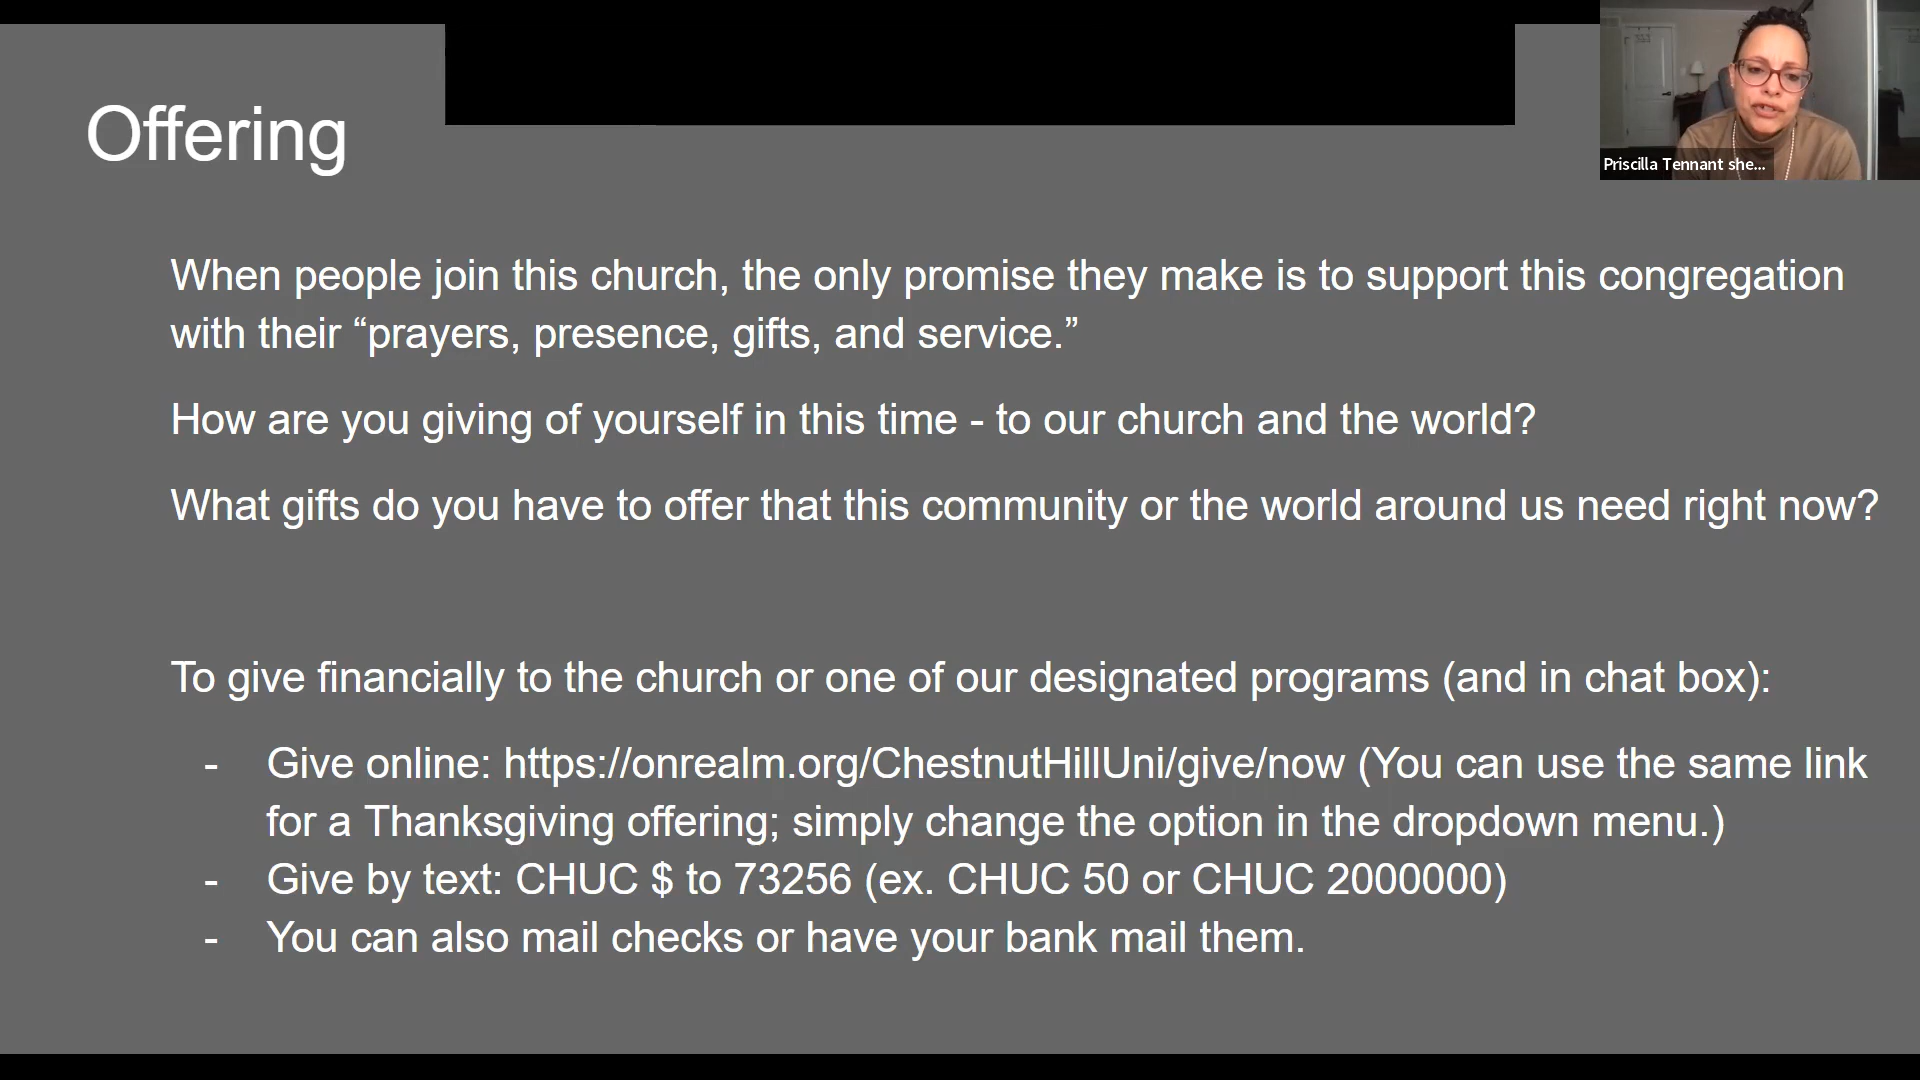 Offering
Priscilla Tennant she...
When people join this church, the only promise they make is to support this congregation
with their “prayers, presence, gifts, and service.”
How are you giving of yourself in this time - to our church and the world?
What gifts do you have to offer that this community or the world around us need right now?
To give financially to the church or one of our designated programs (and in chat box):
- Give online: https://onrealm.org/ChestnutHillUni/give/now (You can use the same link
for a Thanksgiving offering; simply change the option in the dropdown menu.)
- Give by text: CHUC $ to 73256 (ex. CHUC 50 or CHUC 2000000)
- You can also mail checks or have your bank mail them.